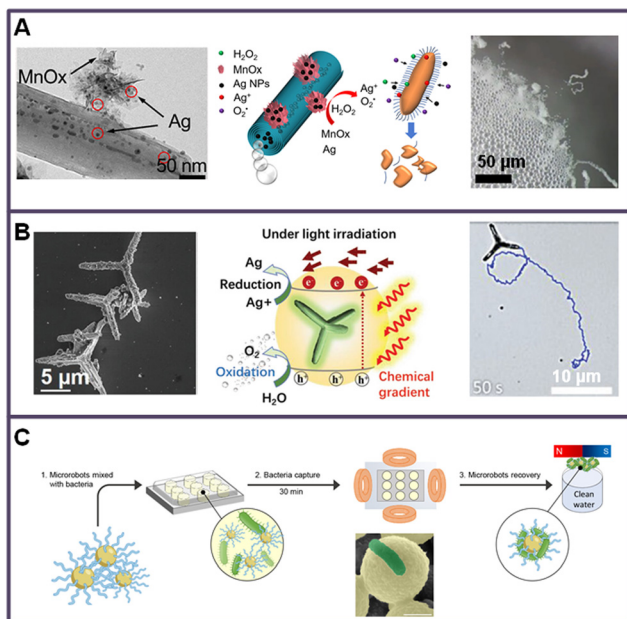 A
MnOx
Ag
50 nm
H₂O₂
MnOx
Ag NPs
Ag⁺
O₂•
H₂O₂
MnOx
Ag
Ag⁺
O₂•
50 µm
B
5 µm
Under light irradiation
Ag
Reduction
Ag+
e e e
O₂
Oxidation
H₂O
h⁺ h⁺ h⁺
Chemical
gradient
50 s
10 µm
C
1. Microrobots mixed
with bacteria
2. Bacteria capture
30 min
3. Microrobots recovery
N S
Clean
water